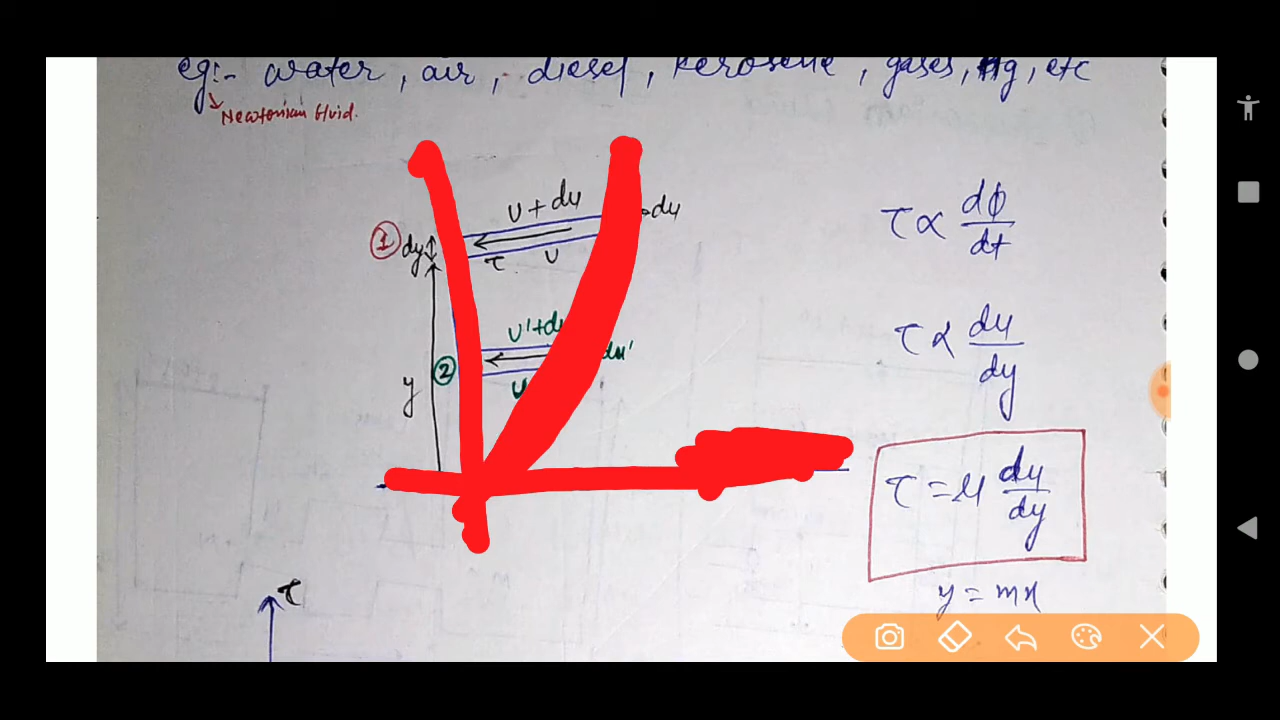 eg:- water, air, diesel, kerosene, gases, Hg, etc
Newtonian fluid.
u + du
du
① dy
τ
u
τ ∝ dϕ/dt
u'+du
du'
②
u
y
τ ∝ du/dy
τ = μ du/dy
y = mx
τ